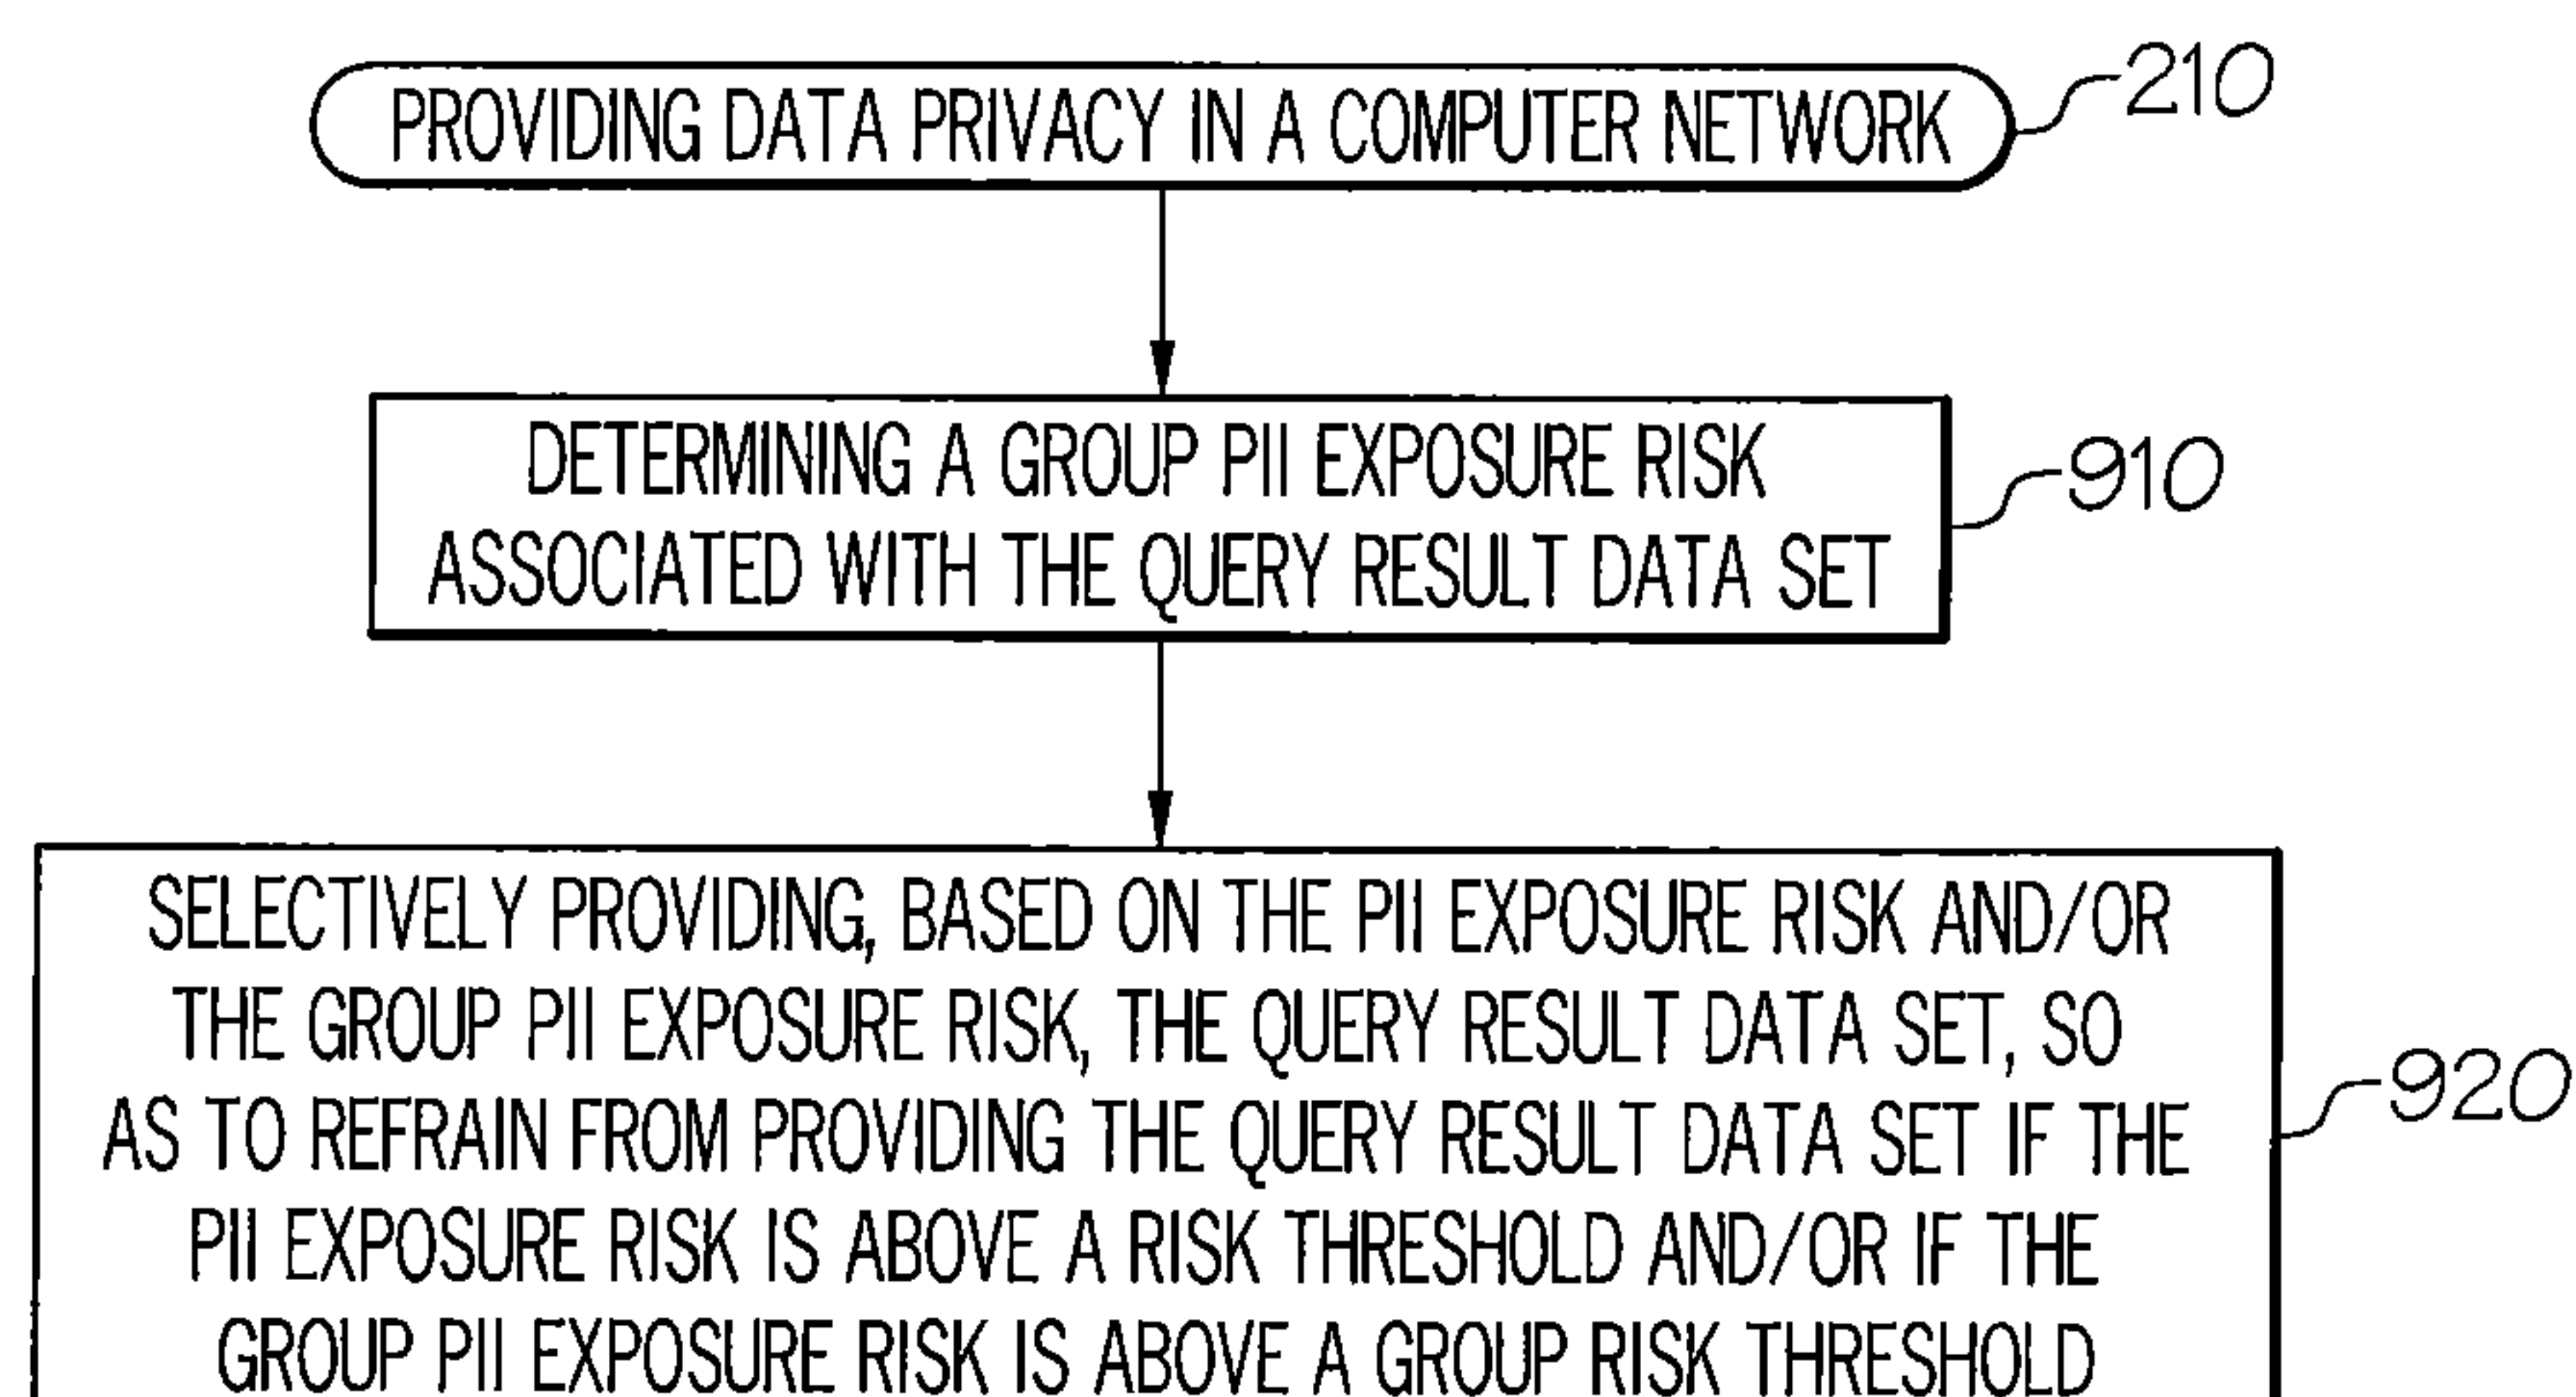 PROVIDING DATA PRIVACY IN A COMPUTER NETWORK
210
DETERMINING A GROUP PII EXPOSURE RISK
ASSOCIATED WITH THE QUERY RESULT DATA SET
910
SELECTIVELY PROVIDING, BASED ON THE PII EXPOSURE RISK AND/OR
THE GROUP PII EXPOSURE RISK, THE QUERY RESULT DATA SET, SO
AS TO REFRAIN FROM PROVIDING THE QUERY RESULT DATA SET IF THE
PII EXPOSURE RISK IS ABOVE A RISK THRESHOLD AND/OR IF THE
GROUP PII EXPOSURE RISK IS ABOVE A GROUP RISK THRESHOLD
920